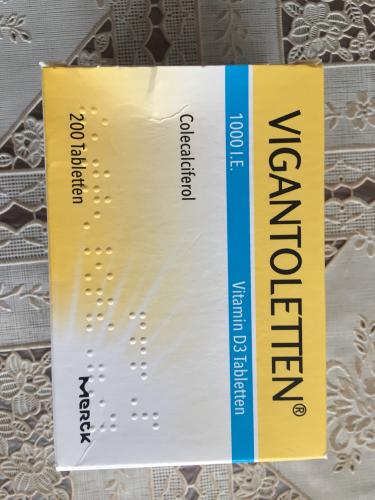 VIGANTOLETTEN®
1000 I.E. Vitamin D3 Tabletten
Colecalciferol
200 Tabletten
Merck